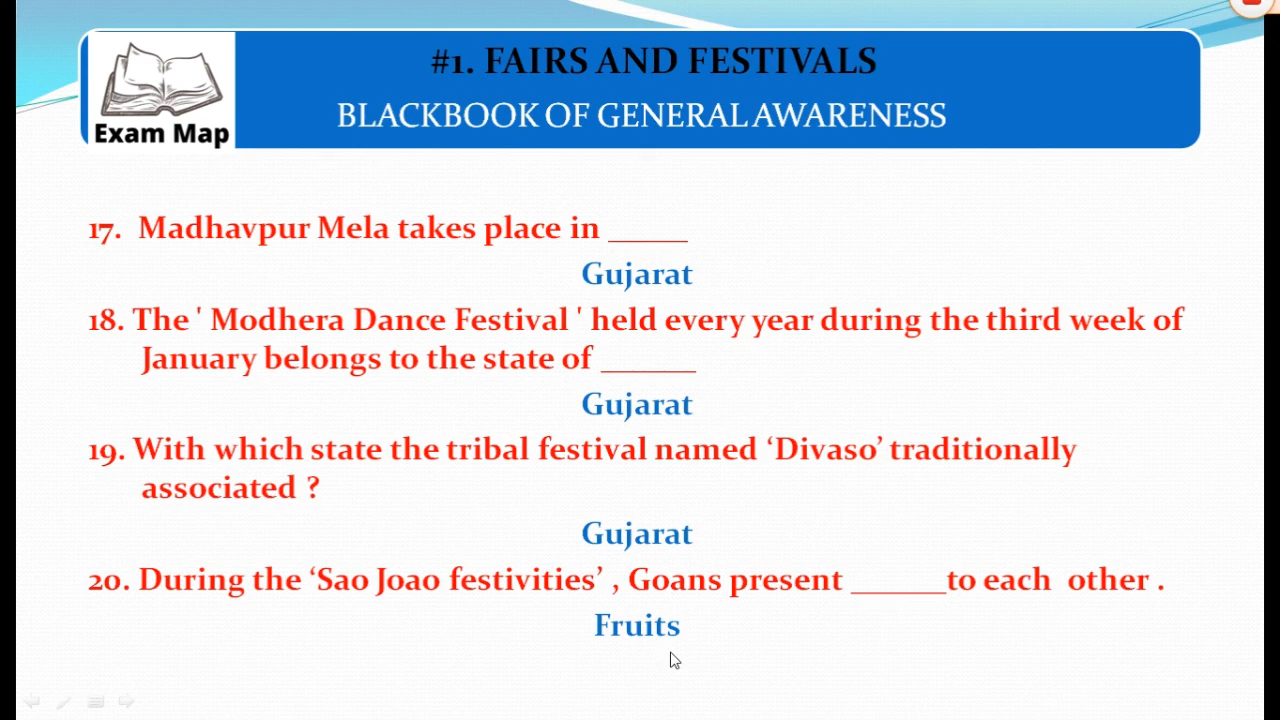 #1. FAIRS AND FESTIVALS
BLACKBOOK OF GENERAL AWARENESS
Exam Map
17. Madhavpur Mela takes place in _____
Gujarat
18. The ' Modhera Dance Festival ' held every year during the third week of
January belongs to the state of ______
Gujarat
19. With which state the tribal festival named ‘Divaso’ traditionally
associated ?
Gujarat
20. During the ‘Sao Joao festivities’ , Goans present ______to each other .
Fruits